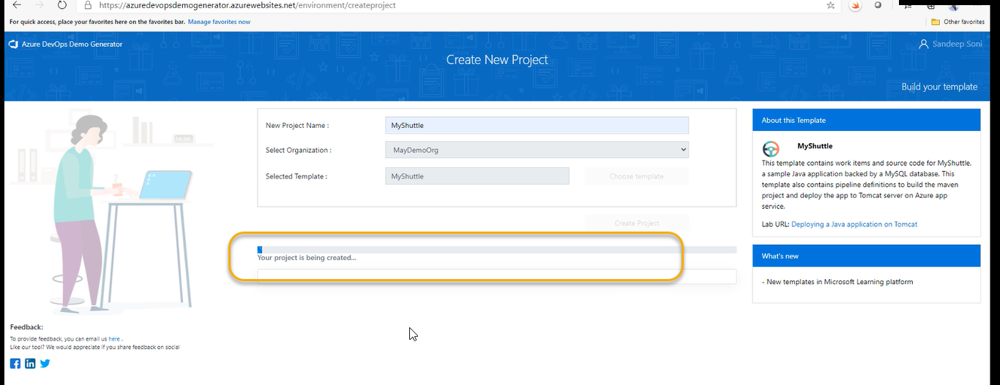 https://azuredevopsdemogenerator.azurewebsites.net/environment/createproject
For quick access, place your favorites here on the favorites bar. Manage favorites now
Other favorites
Azure DevOps Demo Generator
Sandeep Soni
Create New Project
Build your template
New Project Name :
MyShuttle
Select Organization :
MayDemoOrg
Selected Template :
MyShuttle
Choose template
Create Project
Your project is being created...
About this Template
MyShuttle
This template contains work items and source code for MyShuttle,
a sample Java application backed by a MySQL database. This
template also contains pipeline definitions to build the maven
project and deploy the app to Tomcat server on Azure app
service.
Lab URL: Deploying a Java application on Tomcat
What's new
- New templates in Microsoft Learning platform
Feedback:
To provide feedback, you can email us here .
Like our tool? We would appreciate if you share feedback on social